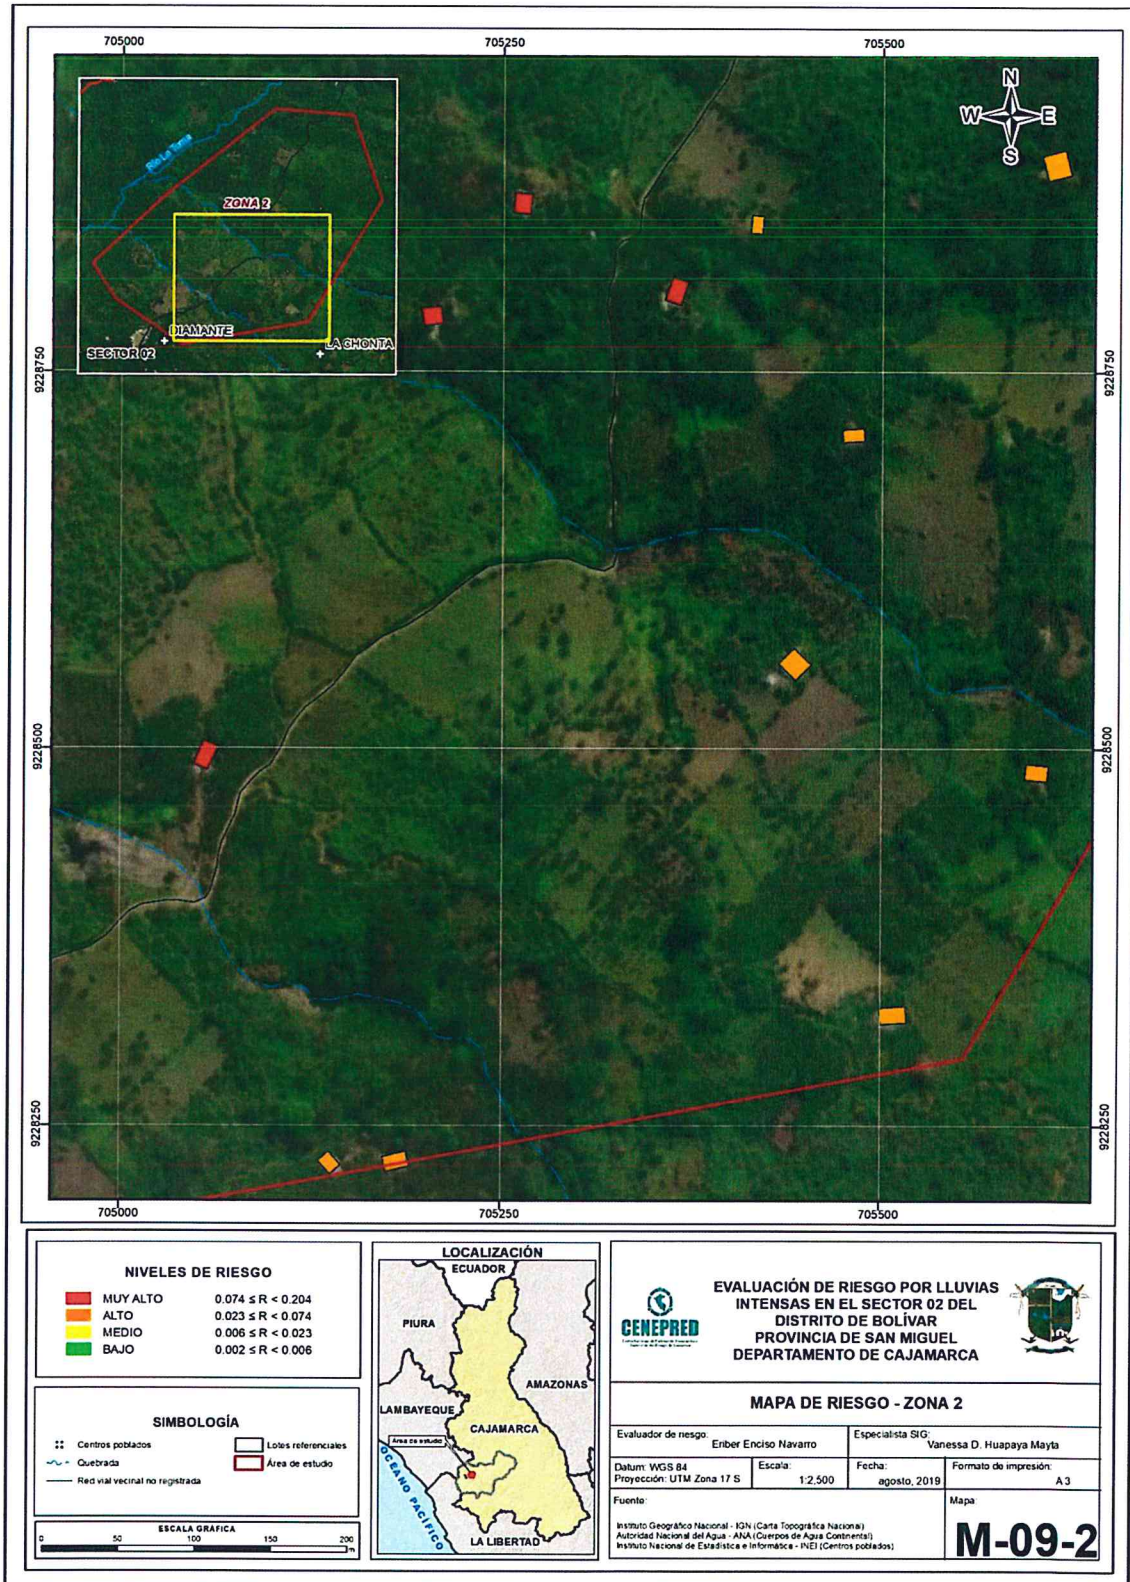 705000
705250
705500
N
W E
S
Río La Tuma
ZONA 2
DIAMANTE
SECTOR 02
LA CHONTA
9228750
9228750
9228500
9228500
9228250
9228250
705000
705250
705500
NIVELES DE RIESGO
MUY ALTO 0.074 ≤ R < 0.204
ALTO 0.023 ≤ R < 0.074
MEDIO 0.006 ≤ R < 0.023
BAJO 0.002 ≤ R < 0.006
SIMBOLOGÍA
Centros poblados
Lotes referenciales
Quebrada
Área de estudio
Red vial vecinal no registrada
ESCALA GRÁFICA
0 50 100 150 200
m
LOCALIZACIÓN
ECUADOR
PIURA
AMAZONAS
LAMBAYEQUE
CAJAMARCA
Área de estudio
OCEANO PACÍFICO
LA LIBERTAD
CENEPRED
EVALUACIÓN DE RIESGO POR LLUVIAS
INTENSAS EN EL SECTOR 02 DEL
DISTRITO DE BOLÍVAR
PROVINCIA DE SAN MIGUEL
DEPARTAMENTO DE CAJAMARCA
MAPA DE RIESGO - ZONA 2
Evaluador de riesgo:
Eriber Enciso Navarro
Especialista SIG:
Vanessa D. Huapaya Mayta
Datum: WGS 84
Proyección: UTM Zona 17 S
Escala:
1:2,500
Fecha:
agosto, 2019
Formato de impresión:
A3
Fuente:
Instituto Geográfico Nacional - IGN (Carta Topográfica Nacional)
Autoridad Nacional del Agua - ANA (Cuerpos de Agua Continental)
Instituto Nacional de Estadística e Informática - INEI (Centros poblados)
Mapa:
M-09-2